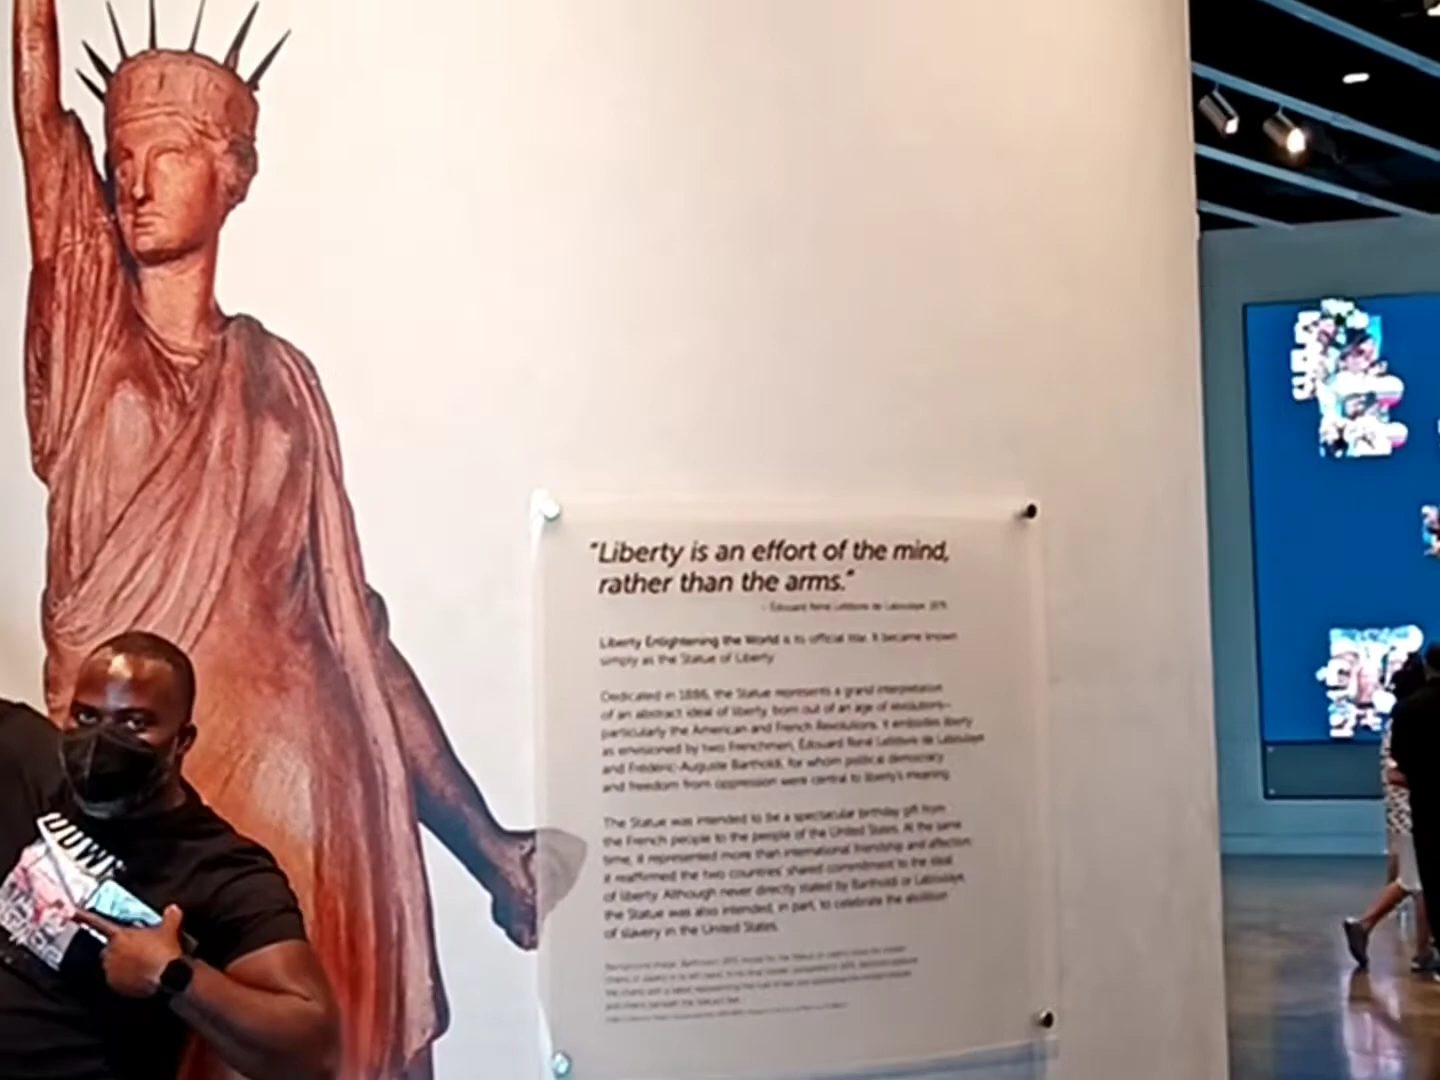 "Liberty is an effort of the mind,
rather than the arms."
- Édouard René Lefèbvre de Laboulaye, 1875
Liberty Enlightening the World is its official title. It became known
simply as the Statue of Liberty.
Dedicated in 1886, the Statue represents a grand interpretation
of an abstract ideal of liberty, born out of an age of revolutions—
particularly the American and French Revolutions. It embodies liberty
as envisioned by two Frenchmen, Édouard René Lefèbvre de Laboulaye
and Frédéric-Auguste Bartholdi, for whom political democracy
and freedom from oppression were central to liberty's meaning.
The Statue was intended to be a spectacular birthday gift from
the French people to the people of the United States. At the same
time, it represented more than international friendship and affection.
It reaffirmed the two countries' shared commitment to the ideal
of liberty. Although never directly stated by Bartholdi or Laboulaye,
the Statue was also intended, in part, to celebrate the abolition
of slavery in the United States.